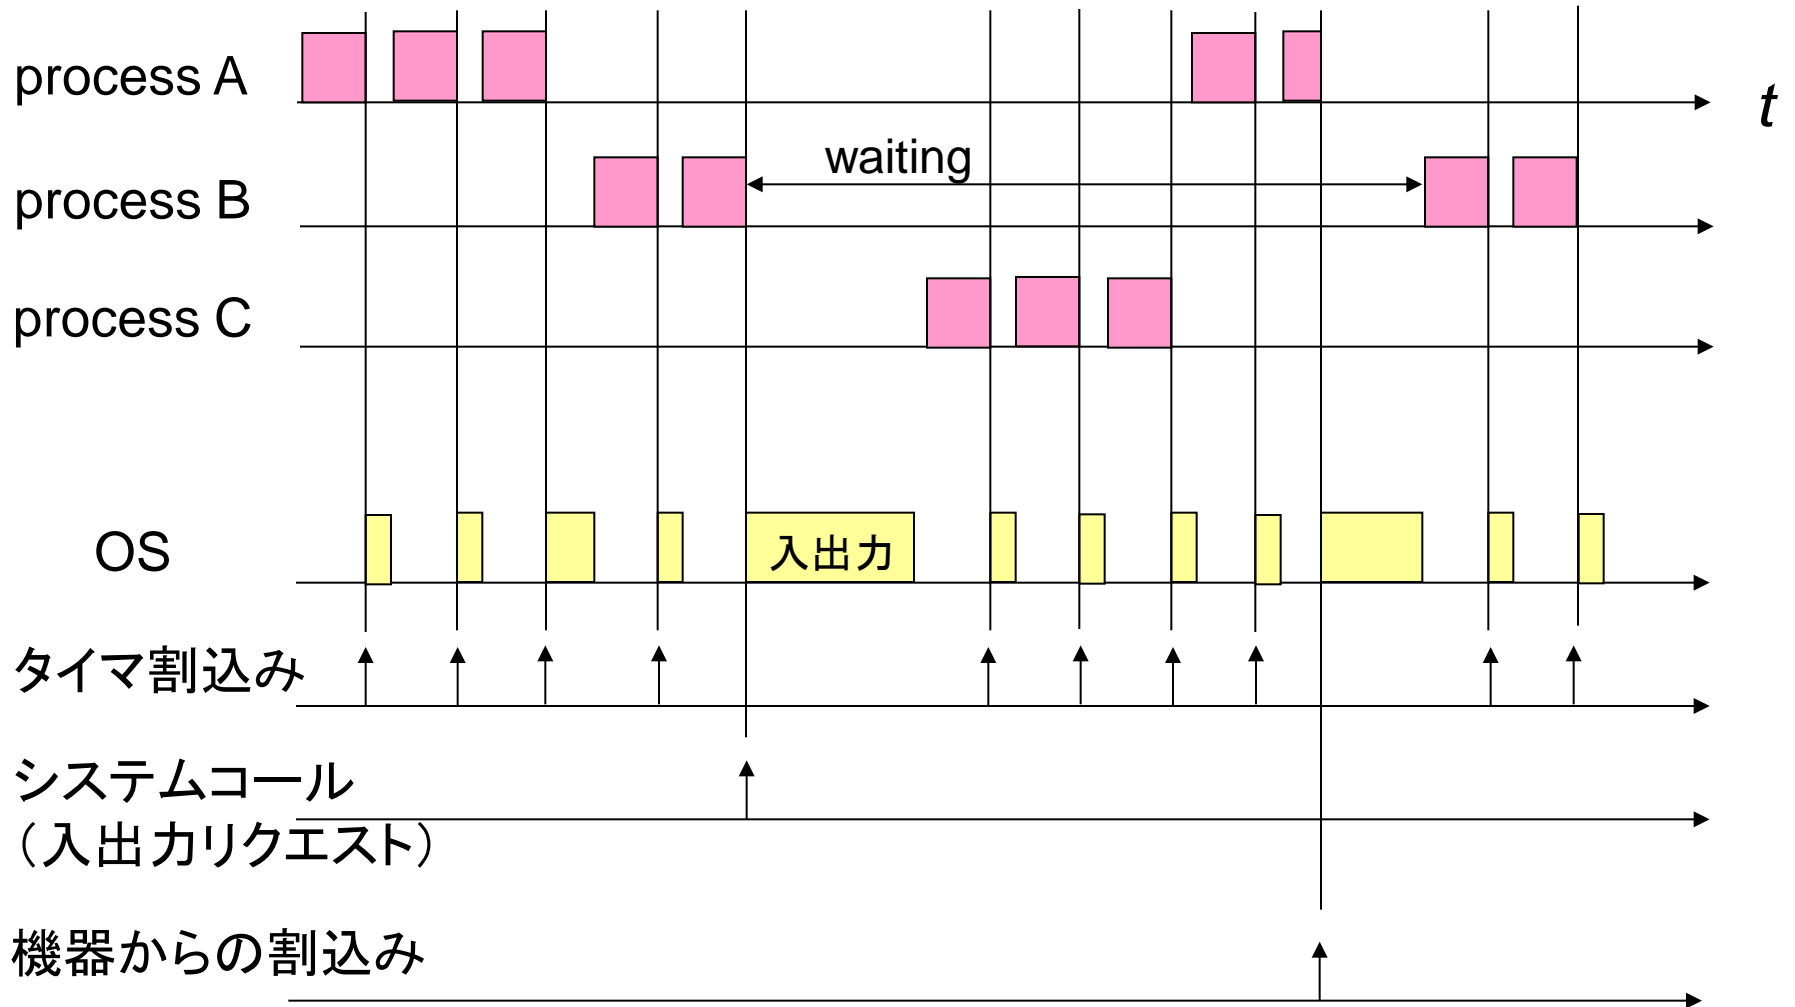 process A
t
waiting
process B
process C
OS
入出力
タイマ割込み
システムコール
（入出力リクエスト）
機器からの割込み